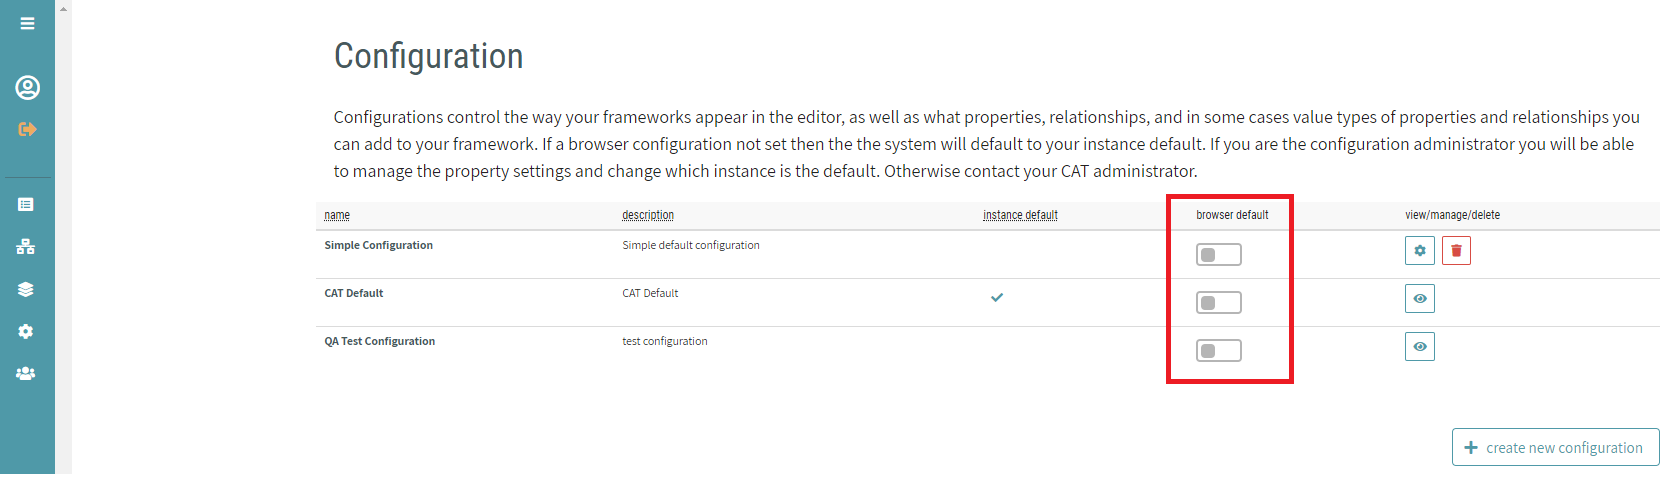 Configuration
Configurations control the way your frameworks appear in the editor, as well as what properties, relationships, and in some cases value types of properties and relationships you
can add to your framework. If a browser configuration not set then the the system will default to your instance default. If you are the configuration administrator you will be able
to manage the property settings and change which instance is the default. Otherwise contact your CAT administrator.
name description instance default browser default view/manage/delete
Simple Configuration Simple default configuration
CAT Default CAT Default
QA Test Configuration test configuration
create new configuration